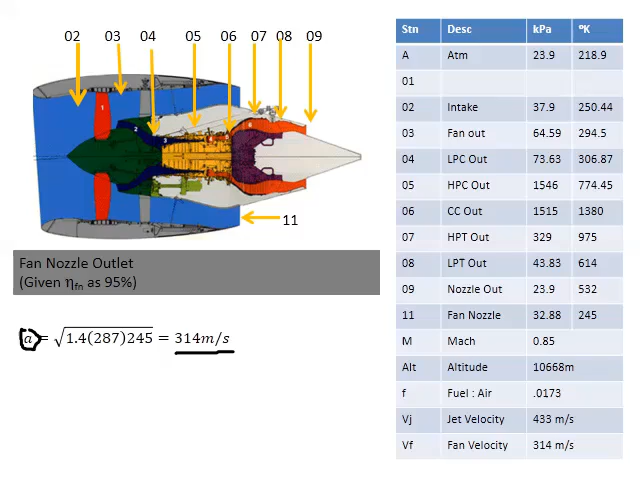 02 03 04 05 06 07 08 09
1
2
3
11
Fan Nozzle Outlet
(Given ηfn as 95%)
a = √1.4(287)245 = 314m/s
Stn Desc kPa ºK
A Atm 23.9 218.9
01
02 Intake 37.9 250.44
03 Fan out 64.59 294.5
04 LPC Out 73.63 306.87
05 HPC Out 1546 774.45
06 CC Out 1515 1380
07 HPT Out 329 975
08 LPT Out 43.83 614
09 Nozzle Out 23.9 532
11 Fan Nozzle 32.88 245
M Mach 0.85
Alt Altitude 10668m
f Fuel : Air .0173
Vj Jet Velocity 433 m/s
Vf Fan Velocity 314 m/s